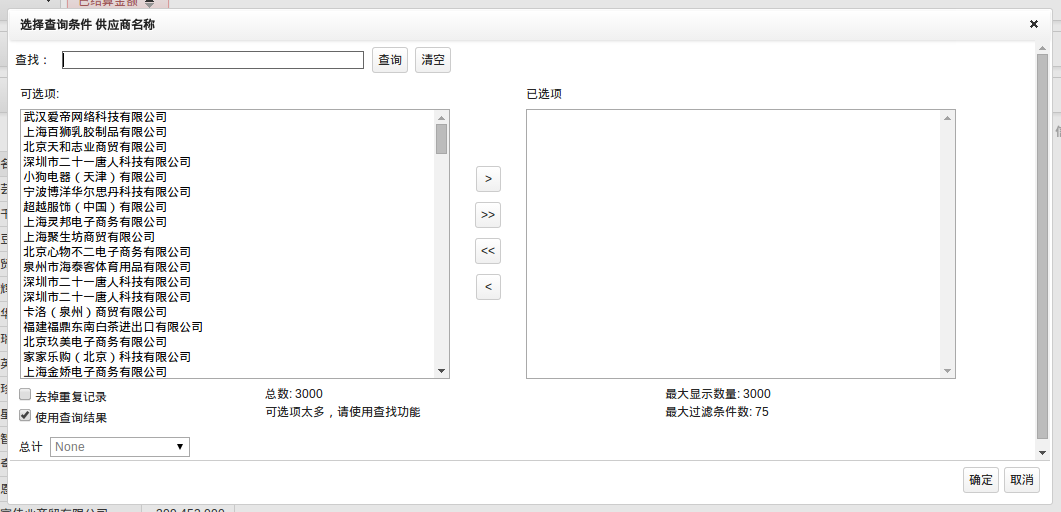 已结算金额
选择查询条件 供应商名称
查找：
查询
清空
可选项:
已选项
武汉爱帝网络科技有限公司
上海百狮乳胶制品有限公司
北京天和志业商贸有限公司
深圳市二十一唐人科技有限公司
小狗电器（天津）有限公司
宁波博洋华尔思丹科技有限公司
超越服饰（中国）有限公司
上海灵邦电子商务有限公司
上海聚生坊商贸有限公司
北京心物不二电子商务有限公司
泉州市海泰客体育用品有限公司
深圳市二十一唐人科技有限公司
深圳市二十一唐人科技有限公司
卡洛（泉州）商贸有限公司
福建福鼎东南白茶进出口有限公司
北京玖美电子商务有限公司
家家乐购（北京）科技有限公司
上海金娇电子商务有限公司
>
>>
<<
<
去掉重复记录
总数: 3000
最大显示数量: 3000
使用查询结果
可选项太多，请使用查找功能
最大过滤条件数: 75
总计
None
确定
取消